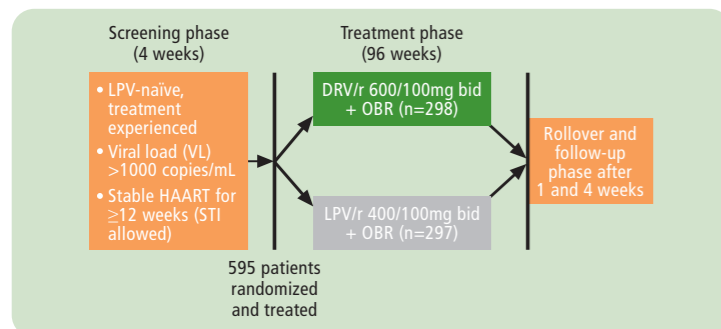 Screening phase
(4 weeks)
Treatment phase
(96 weeks)
• LPV-naïve,
treatment
experienced
• Viral load (VL)
>1000 copies/mL
• Stable HAART for
≥12 weeks (STI
allowed)
DRV/r 600/100mg bid
+ OBR (n=298)
LPV/r 400/100mg bid
+ OBR (n=297)
Rollover and
follow-up
phase after
1 and 4 weeks
595 patients
randomized
and treated